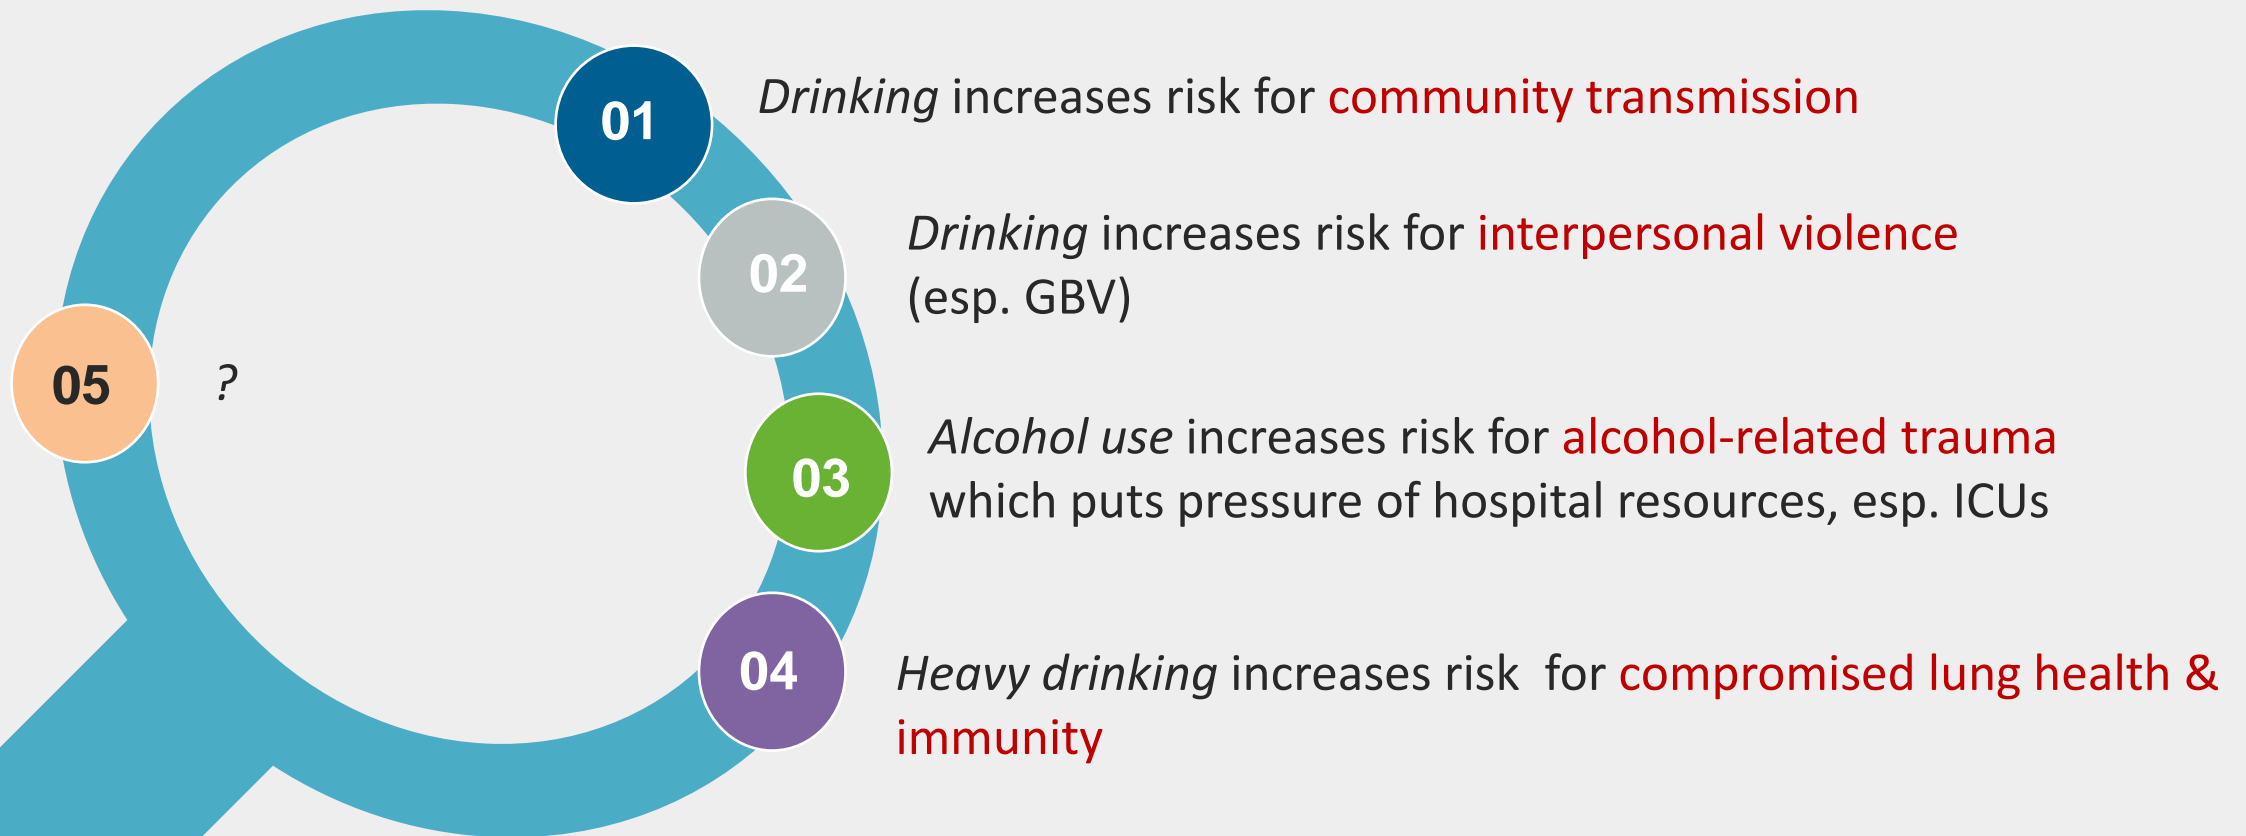 01
Drinking increases risk for community transmission
02
Drinking increases risk for interpersonal violence
(esp. GBV)
05
?
03
Alcohol use increases risk for alcohol-related trauma
which puts pressure of hospital resources, esp. ICUs
04
Heavy drinking increases risk  for compromised lung health &
immunity